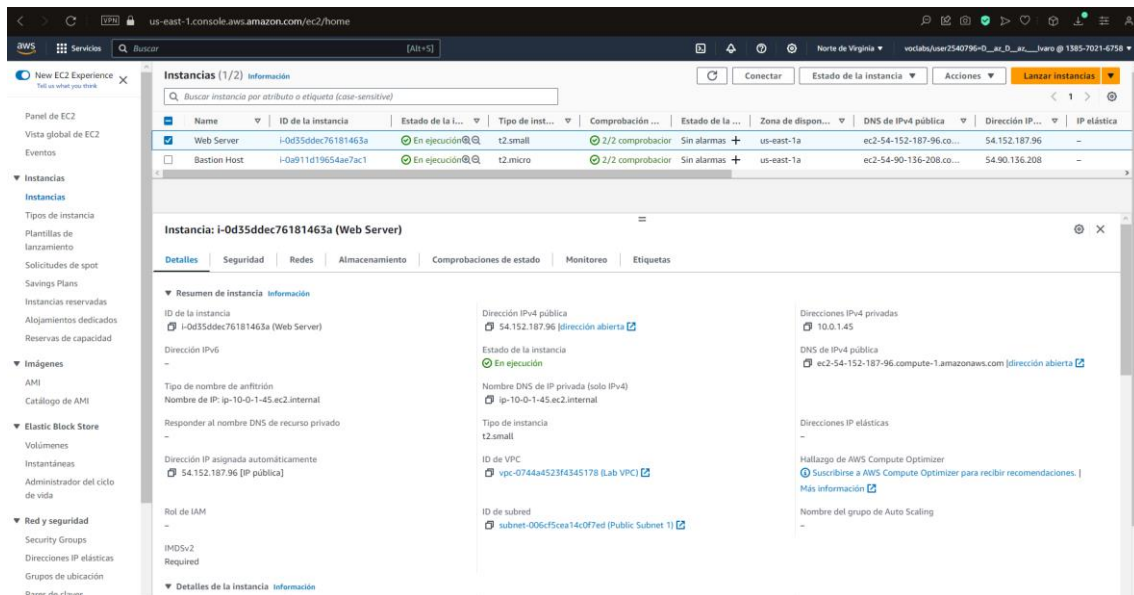 VPN us-east-1.console.aws.amazon.com/ec2/home
aws Servicios Buscar [Alt+S] Norte de Virginia voclabs/user2540796=D__az_D__az,___lvaro @ 1385-7021-6758
New EC2 Experience
Tell us what you think
Panel de EC2
Vista global de EC2
Eventos
Instancias
Instancias
Tipos de instancia
Plantillas de
lanzamiento
Solicitudes de spot
Savings Plans
Instancias reservadas
Alojamientos dedicados
Reservas de capacidad
Imágenes
AMI
Catálogo de AMI
Elastic Block Store
Volúmenes
Instantáneas
Administrador del ciclo
de vida
Red y seguridad
Security Groups
Direcciones IP elásticas
Grupos de ubicación
Pares de claves
Instancias (1/2) Información
Conectar Estado de la instancia Acciones Lanzar instancias
Buscar instancia por atributo o etiqueta (case-sensitive)
1
Name ID de la instancia Estado de la i... Tipo de inst... Comprobación ... Estado de la ... Zona de dispon... DNS de IPv4 pública Dirección IP... IP elástica
Web Server i-0d35ddec76181463a En ejecución t2.small 2/2 comprobacior Sin alarmas us-east-1a ec2-54-152-187-96.co... 54.152.187.96 –
Bastion Host i-0a911d19654ae7ac1 En ejecución t2.micro 2/2 comprobacior Sin alarmas us-east-1a ec2-54-90-136-208.co... 54.90.136.208 –
Instancia: i-0d35ddec76181463a (Web Server)
Detalles Seguridad Redes Almacenamiento Comprobaciones de estado Monitoreo Etiquetas
Resumen de instancia Información
ID de la instancia
i-0d35ddec76181463a (Web Server)
Dirección IPv4 pública
54.152.187.96 |dirección abierta
Direcciones IPv4 privadas
10.0.1.45
Dirección IPv6
–
Estado de la instancia
En ejecución
DNS de IPv4 pública
ec2-54-152-187-96.compute-1.amazonaws.com |dirección abierta
Tipo de nombre de anfitrión
Nombre de IP: ip-10-0-1-45.ec2.internal
Nombre DNS de IP privada (solo IPv4)
ip-10-0-1-45.ec2.internal
Responder al nombre DNS de recurso privado
–
Tipo de instancia
t2.small
Direcciones IP elásticas
–
Dirección IP asignada automáticamente
54.152.187.96 [IP pública]
ID de VPC
vpc-0744a4523f4345178 (Lab VPC)
Hallazgo de AWS Compute Optimizer
Suscribirse a AWS Compute Optimizer para recibir recomendaciones. |
Más información
Rol de IAM
–
ID de subred
subnet-006cf5cea14c0f7ed (Public Subnet 1)
Nombre del grupo de Auto Scaling
–
IMDSv2
Required
Detalles de la instancia Información